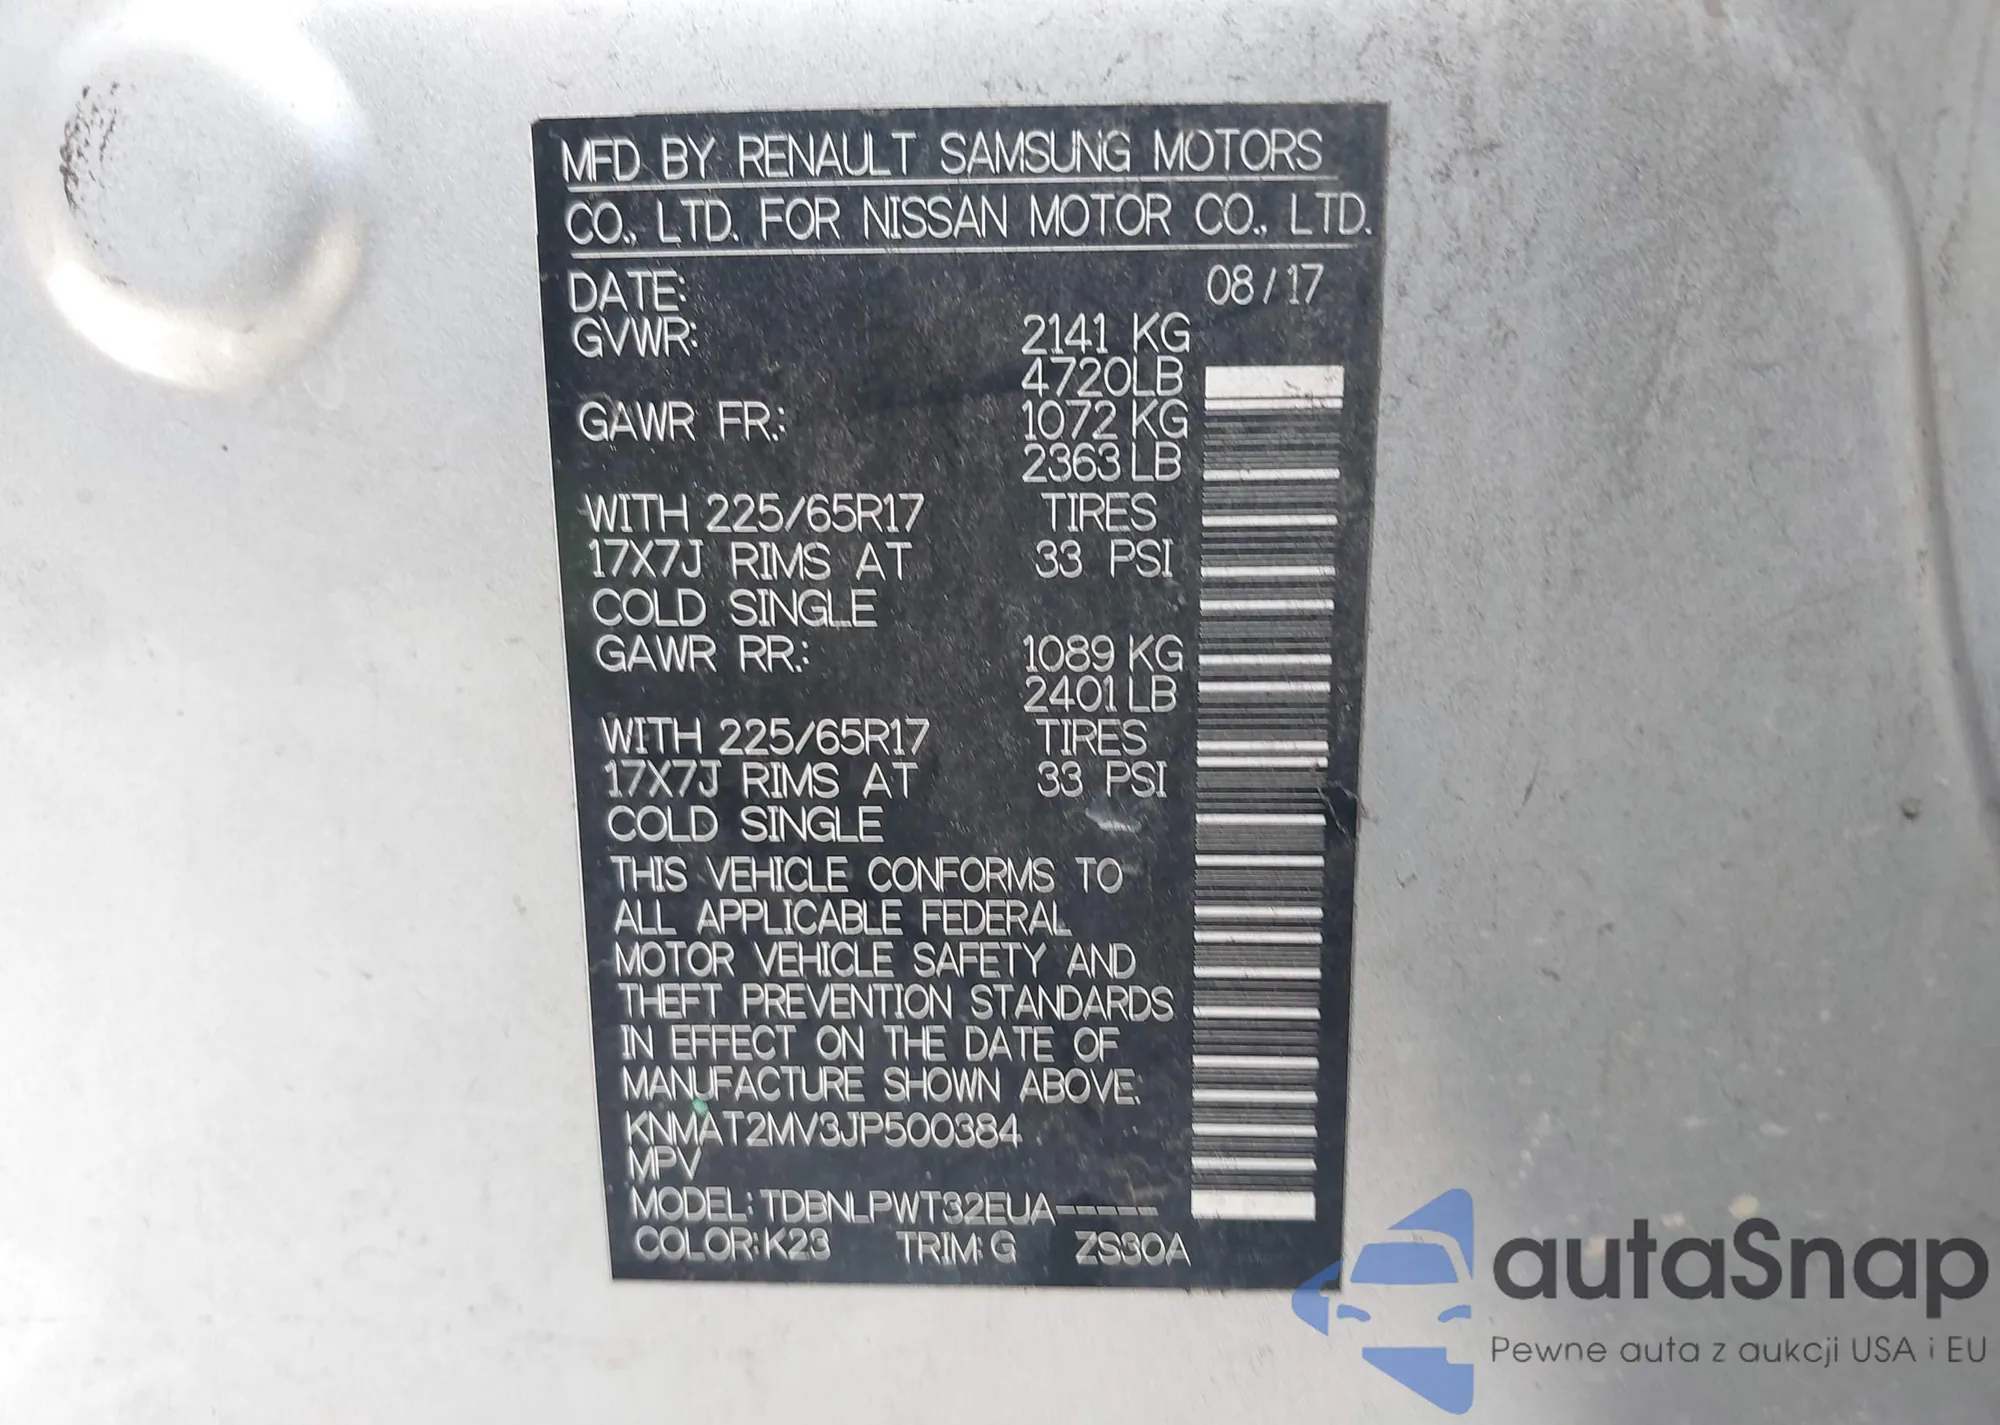 MFD BY RENAULT SAMSUNG MOTORS
CO., LTD. FOR NISSAN MOTOR CO., LTD.
DATE: 08/17
GVWR: 2141 KG
4720LB
GAWR FR.: 1072 KG
2363 LB
WITH 225/65R17 TIRES
17X7J RIMS AT 33 PSI
COLD SINGLE
GAWR RR.: 1089 KG
2401 LB
WITH 225/65R17 TIRES
17X7J RIMS AT 33 PSI
COLD SINGLE
THIS VEHICLE CONFORMS TO
ALL APPLICABLE FEDERAL
MOTOR VEHICLE SAFETY AND
THEFT PREVENTION STANDARDS
IN EFFECT ON THE DATE OF
MANUFACTURE SHOWN ABOVE:
KNMAT2MV3JP500384
MPV
MODEL: TDBNLPWT32EUA-----
COLOR: K23 TRIM: G ZS30A
autaSnap
Pewne auta z aukcji USA i EU